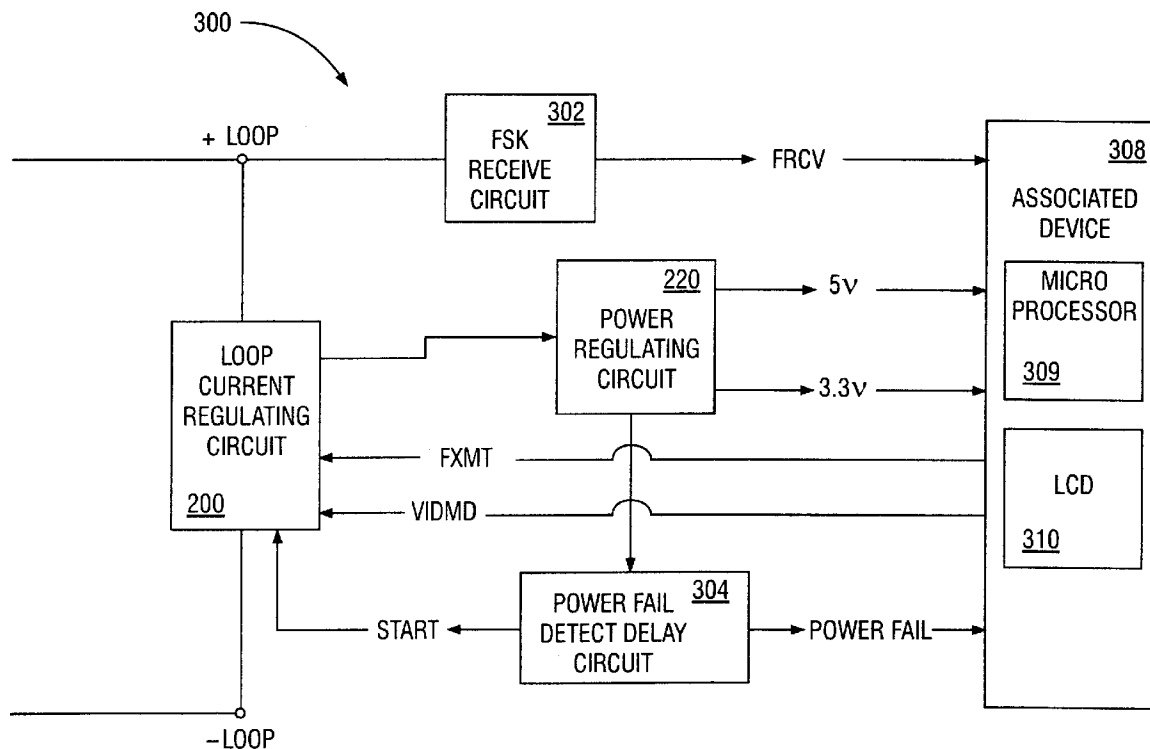 300
302
FSK
RECEIVE
CIRCUIT
+ LOOP
FRCV
308
ASSOCIATED
DEVICE
220
POWER
REGULATING
CIRCUIT
5v
3.3v
MICRO
PROCESSOR
309
LOOP
CURRENT
REGULATING
CIRCUIT
200
FXMT
VIDMD
LCD
310
304
POWER FAIL
DETECT DELAY
CIRCUIT
START
POWER FAIL
–LOOP